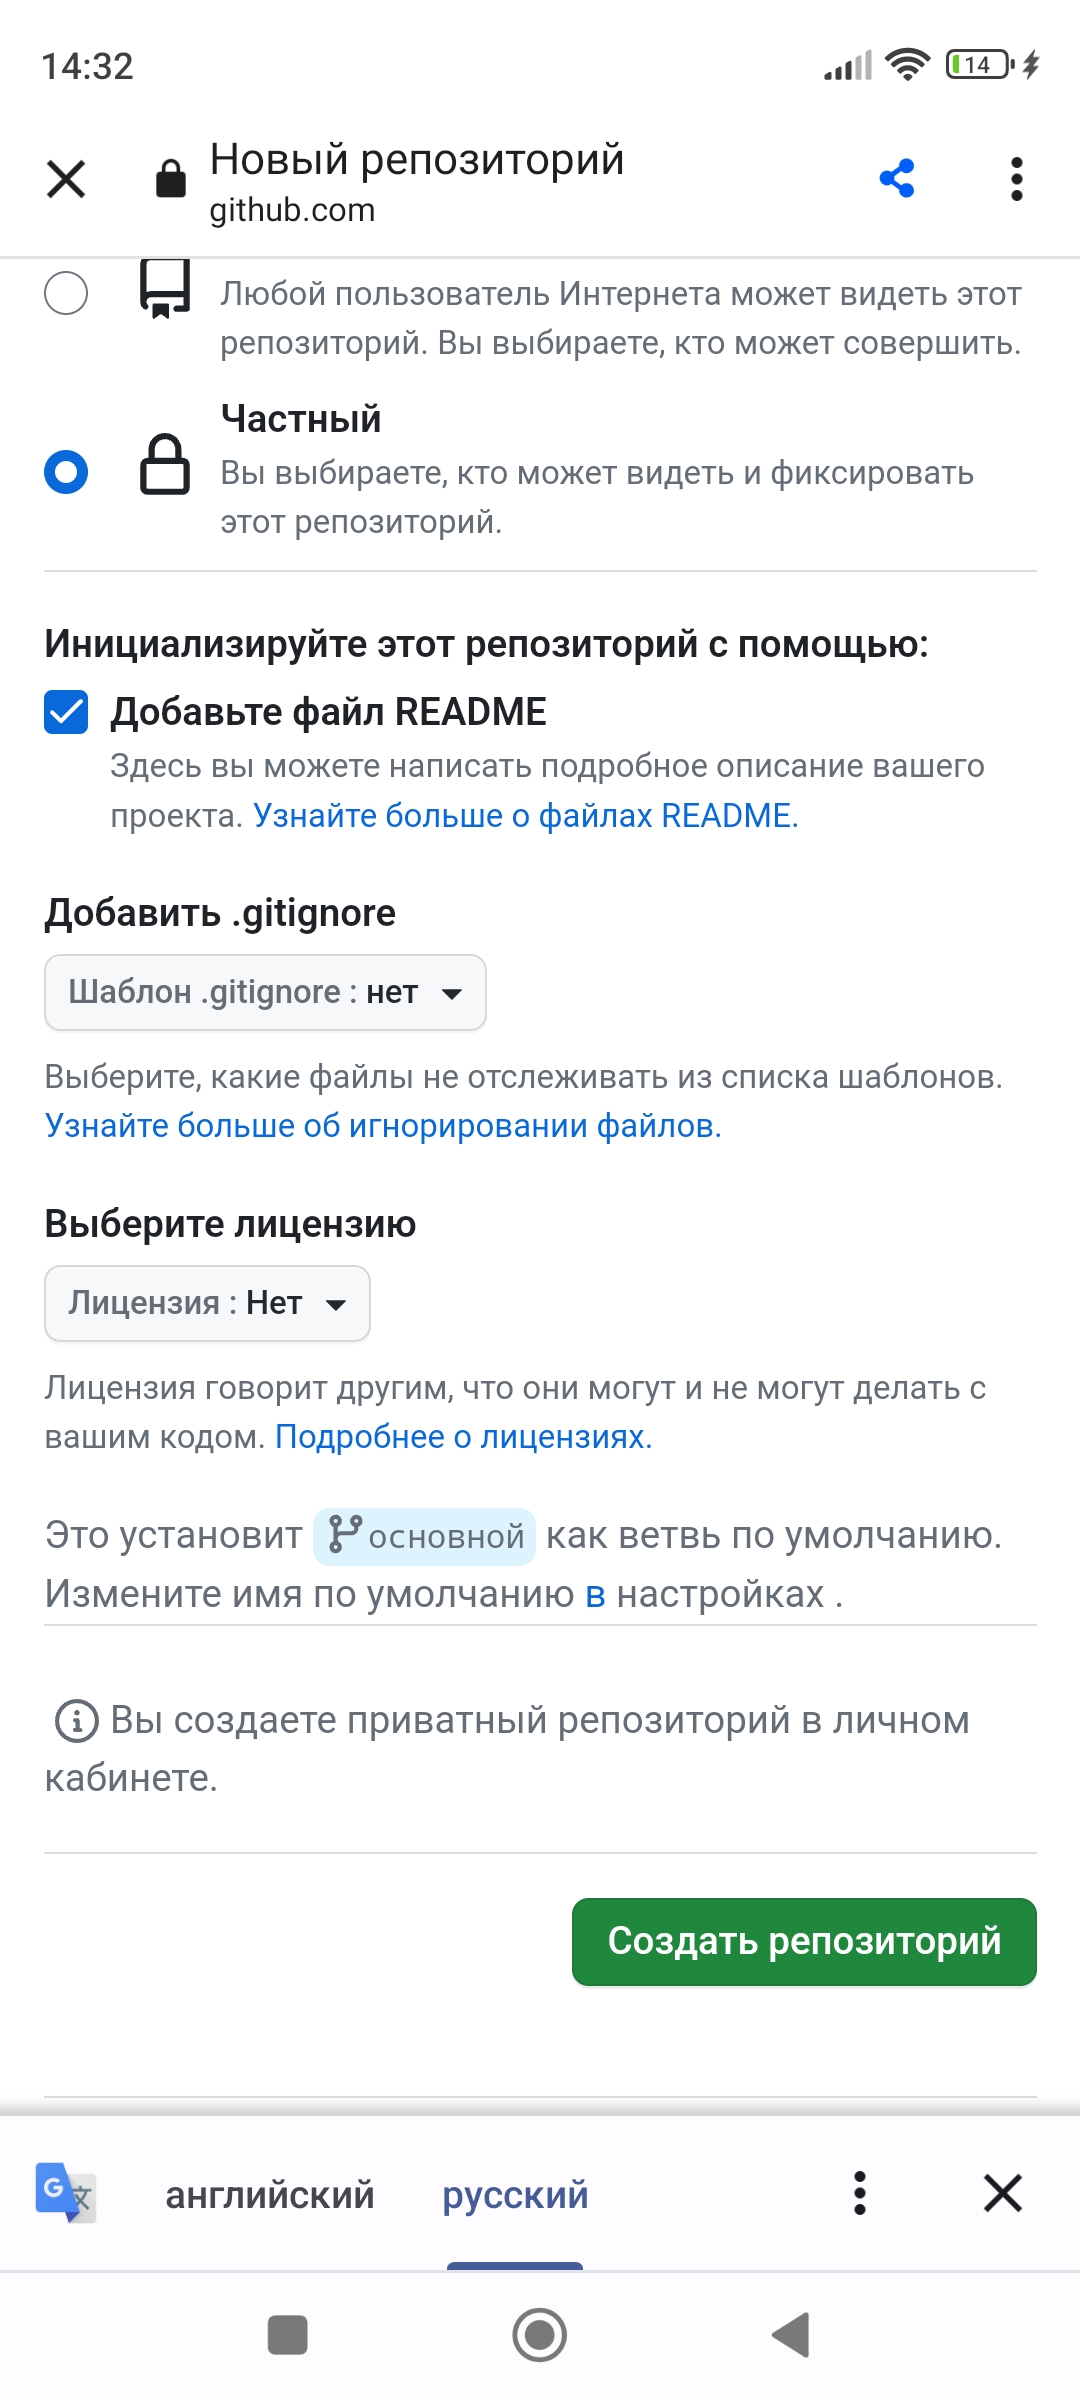 14:32
14
Новый репозиторий
github.com
Любой пользователь Интернета может видеть этот
репозиторий. Вы выбираете, кто может совершить.
Частный
Вы выбираете, кто может видеть и фиксировать
этот репозиторий.
Инициализируйте этот репозиторий с помощью:
Добавьте файл README
Здесь вы можете написать подробное описание вашего
проекта. Узнайте больше о файлах README.
Добавить .gitignore
Шаблон .gitignore : нет
Выберите, какие файлы не отслеживать из списка шаблонов.
Узнайте больше об игнорировании файлов.
Выберите лицензию
Лицензия : Нет
Лицензия говорит другим, что они могут и не могут делать с
вашим кодом. Подробнее о лицензиях.
Это установит основной как ветвь по умолчанию.
Измените имя по умолчанию в настройках .
Вы создаете приватный репозиторий в личном
кабинете.
Создать репозиторий
G 文 английский русский